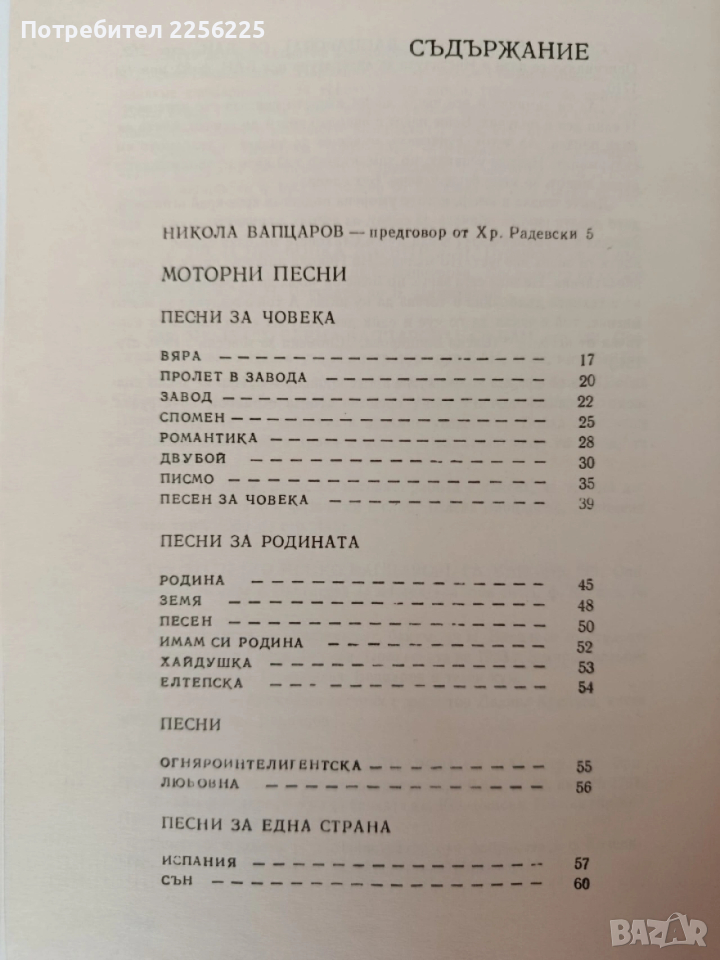 Потребител 2256225
СЪДЪРЖАНИЕ
НИКОЛА ВАПЦАРОВ — предговор от Хр. Радевски 5
МОТОРНИ ПЕСНИ
ПЕСНИ ЗА ЧОВЕКА
ВЯРА — — — — — — — — — — — — 17
ПРОЛЕТ В ЗАВОДА — — — — — — — — — 20
ЗАВОД — — — — — — — — — — — — 22
СПОМЕН — — — — — — — — — — — — 25
РОМАНТИКА — — — — — — — — — — — 28
ДВУБОЙ — — — — — — — — — — — 30
ПИСМО — — — — — — — — — — — — 35
ПЕСЕН ЗА ЧОВЕКА — — — — — — — — 39
ПЕСНИ ЗА РОДИНАТА
РОДИНА — — — — — — — — — — — 45
ЗЕМЯ — — — — — — — — — — — — 48
ПЕСЕН — — — — — — — — — — — 50
ИМАМ СИ РОДИНА — — — — — — — — 52
ХАЙДУШКА — — — — — — — — — — 53
ЕЛТЕПСКА — — — — — — — — — — 54
ПЕСНИ
ОГНЯРОИНТЕЛИГЕНТСКА — — — — — — — 55
ЛЮБОВНА — — — — — — — — — — 56
ПЕСНИ ЗА ЕДНА СТРАНА
ИСПАНИЯ — — — — — — — — — — — 57
СЪН — — — — — — — — — — — — 60
BAZAR